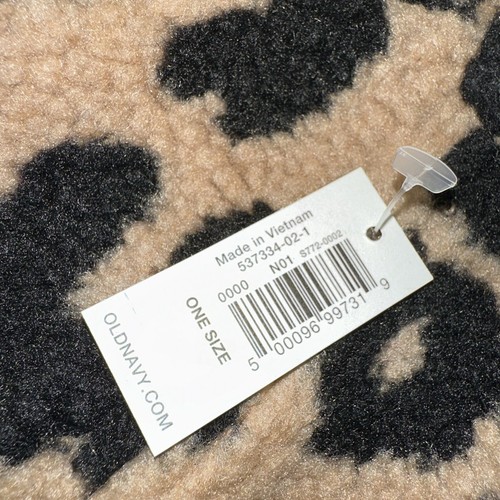 Made in Vietnam
537334-02-1
0000 N01 S772-0002
ONE SIZE
5 00096 99731 9
OLDNAVY.COM